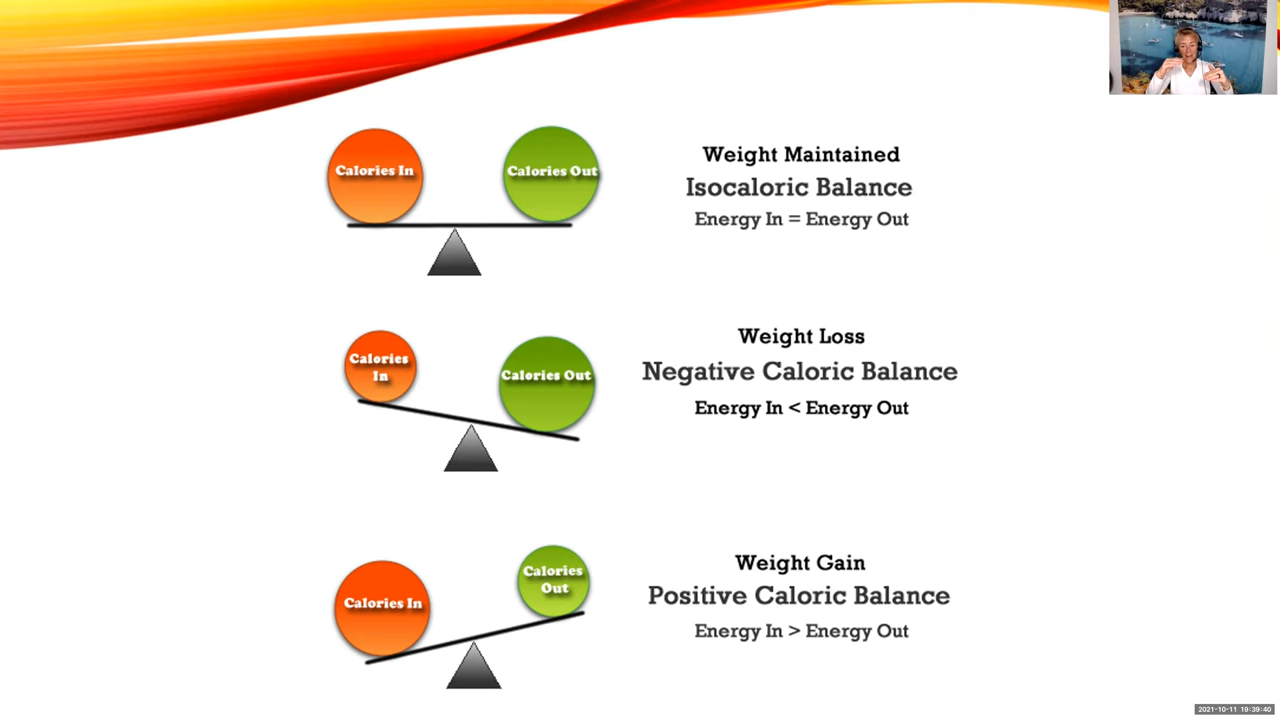 Calories In
Calories Out
Weight Maintained
Isocaloric Balance
Energy In = Energy Out
Calories
In
Calories Out
Weight Loss
Negative Caloric Balance
Energy In < Energy Out
Calories In
Calories
Out
Weight Gain
Positive Caloric Balance
Energy In > Energy Out
2021-10-11 19:39:40